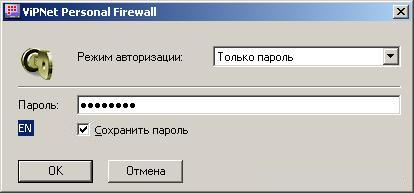 ViPNet Personal Firewall
Режим авторизации: Только пароль
Пароль: ••••••••
EN Сохранить пароль
OK Отмена